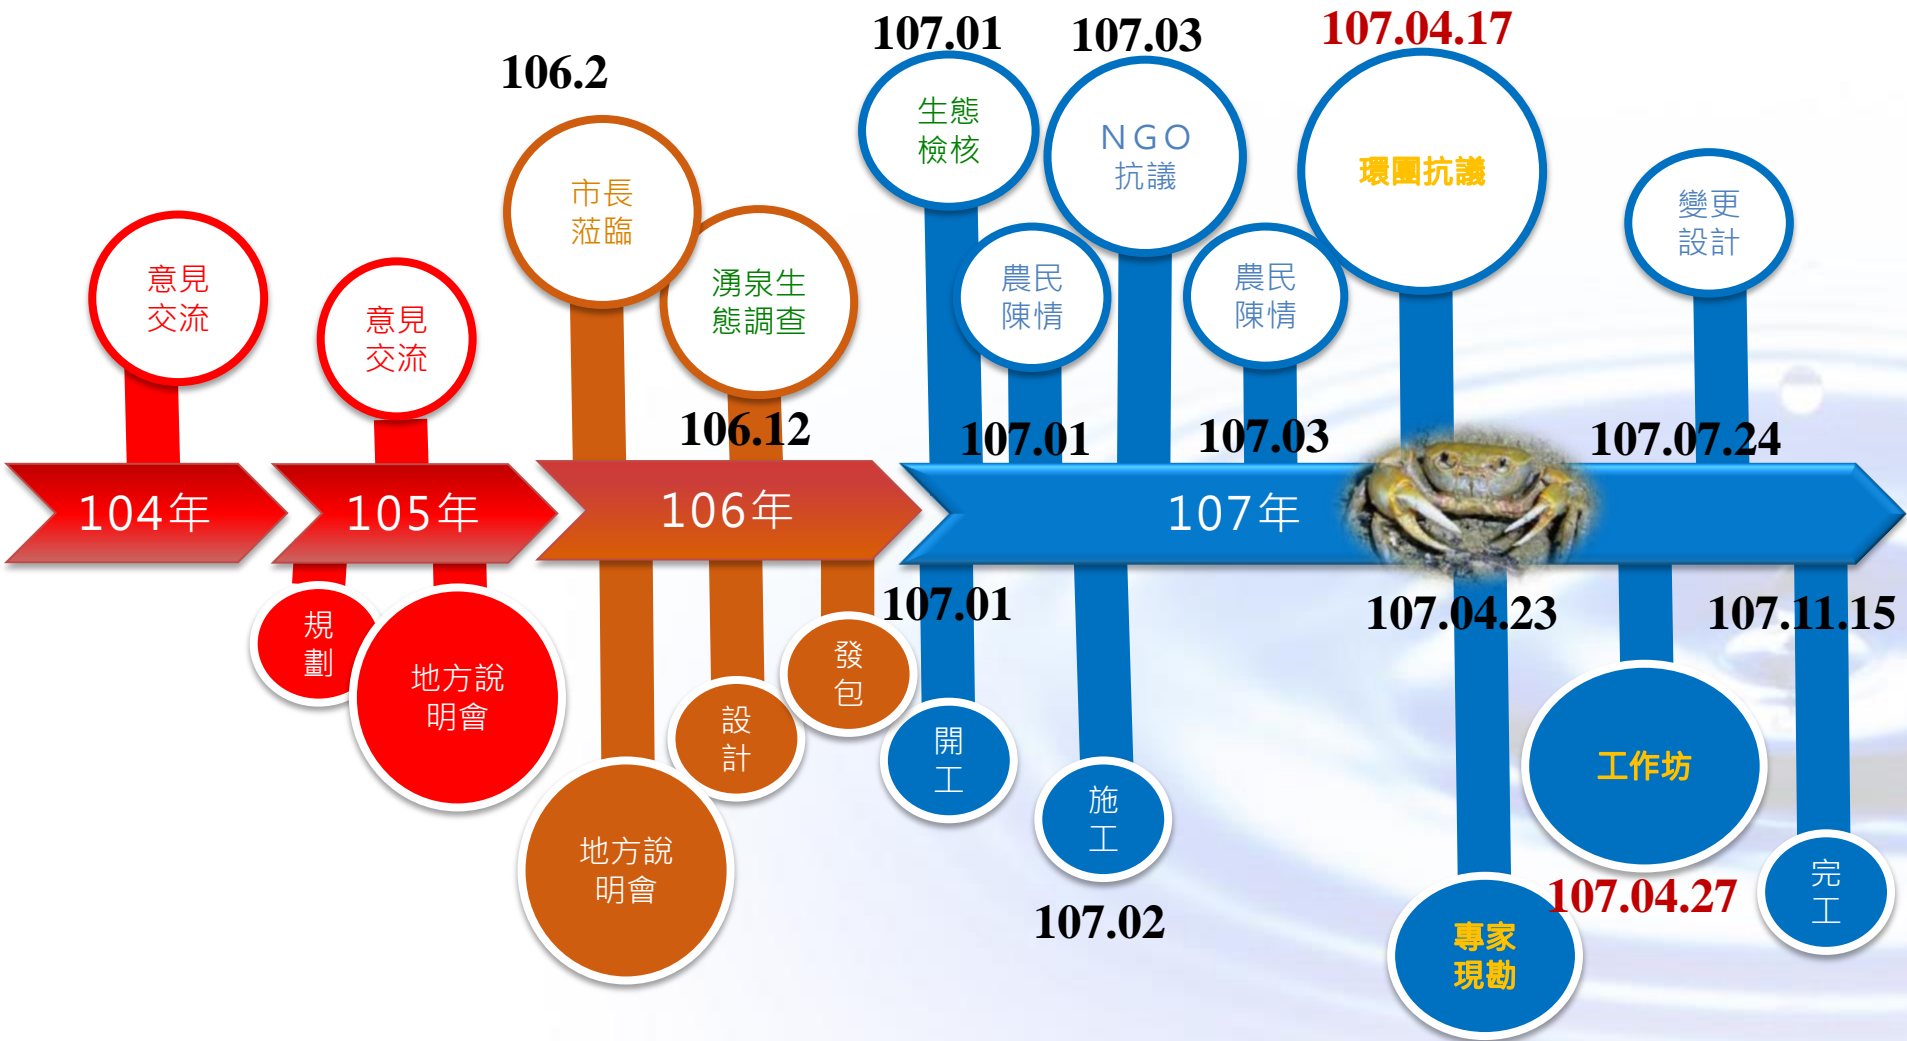 107.01
107.03
107.04.17
106.2
生態
檢核
NGO
抗議
環團抗議
市長
蒞臨
變更
設計
意見
交流
意見
交流
湧泉生
態調查
農民
陳情
農民
陳情
106.12
107.01
107.03
107.07.24
104年
105年
106年
107年
107.01
107.04.23
107.11.15
規
劃
地方說
明會
發
包
設
計
開
工
工作坊
施
工
地方說
明會
完
工
107.04.27
107.02
專家
現勘